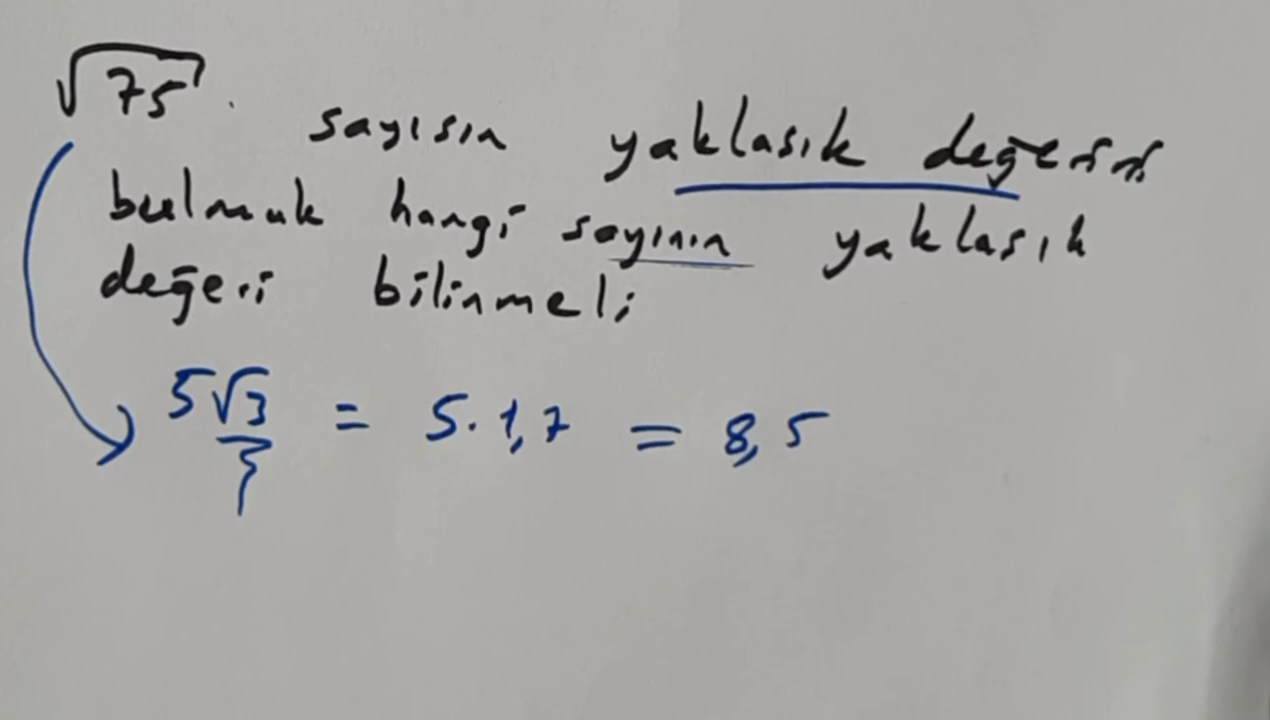 √75 sayısın yaklasık değerini
bulmak hangi sayının yaklasık
değeri bilinmeli
5√3 = 5.1,7 = 8,5